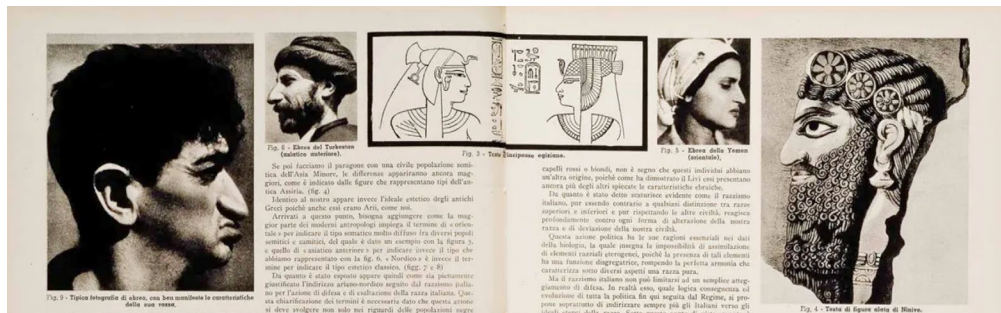 Fig. 6 - Ebreo del Turkestan
(asiatico anteriore).
Fig. 3 - Teste principesse egiziane.
Fig. 5 - Ebrea dello Yemen
(orientale).
Se poi facciamo il paragone con una civile popolazione semi-
tica dell'Asia Minore, le differenze appariranno ancora mag-
giori, come è indicato dalle figure che rappresentano tipi dell'an-
tica Assiria. (fig. 4)
Identico al nostro appare invece l'ideale estetico degli antichi
Greci poichè anche essi erano Arii, come noi.
Arrivati a questo punto, bisogna aggiungere come la mag-
gior parte dei moderni antropologi impiega il termine di « orien-
tale » per indicare il tipo somatico molto diffuso fra diversi popoli
semitici e camitici, del quale è dato un esempio con la figura 5,
e quello di « asiatico anteriore » per indicare invece il tipo che
abbiamo rappresentato con la fig. 6. « Nordico » è invece il ter-
mine per indicare il tipo estetico classico. (figg. 7 e 8)
Da quanto è stato esposto appare quindi come sia pienamente
giustificato l'indirizzo ariano-nordico seguito dal razzismo italia-
no per l'azione di difesa e di esaltazione della razza italiana. Que-
sta chiarificazione dei termini è necessaria dato che questa azione
si deve svolgere non solo nei riguardi delle popolazioni negre
Fig. 9 - Tipica fotografia di ebreo, con ben manifeste le caratteristiche
della sua razza.
capelli rossi o biondi, non è segno che questi individui abbiano
un'altra origine, poichè come ha dimostrato il Livi essi presentano
ancora più degli altri spiccate le caratteristiche ebraiche.
Da quanto è stato detto scaturisce evidente come il razzismo
italiano, pur essendo contrario a qualsiasi distinzione tra razze
superiori e inferiori e pur rispettando le altre civiltà, reagisca
profondamente contro ogni forma di alterazione della nostra
razza e di deviazione della nostra civiltà.
Questa azione politica ha le sue ragioni essenziali nei dati
della biologia, la quale insegna la impossibilità di assimilazione
di elementi razziali eterogenei, poichè la presenza di tali elementi
ha una funzione disgregatrice, rompendo la perfetta armonia che
caratterizza sotto diversi aspetti una razza pura.
Ma il razzismo italiano non può limitarsi ad un semplice atteg-
giamento di difesa. In realtà esso, quale logica conseguenza ed
evoluzione di tutta la politica fin qui seguita dal Regime, si pro-
pone soprattutto di indirizzare sempre più gli Italiani verso gli
Fig. 4 - Testa di figura alata di Ninive.